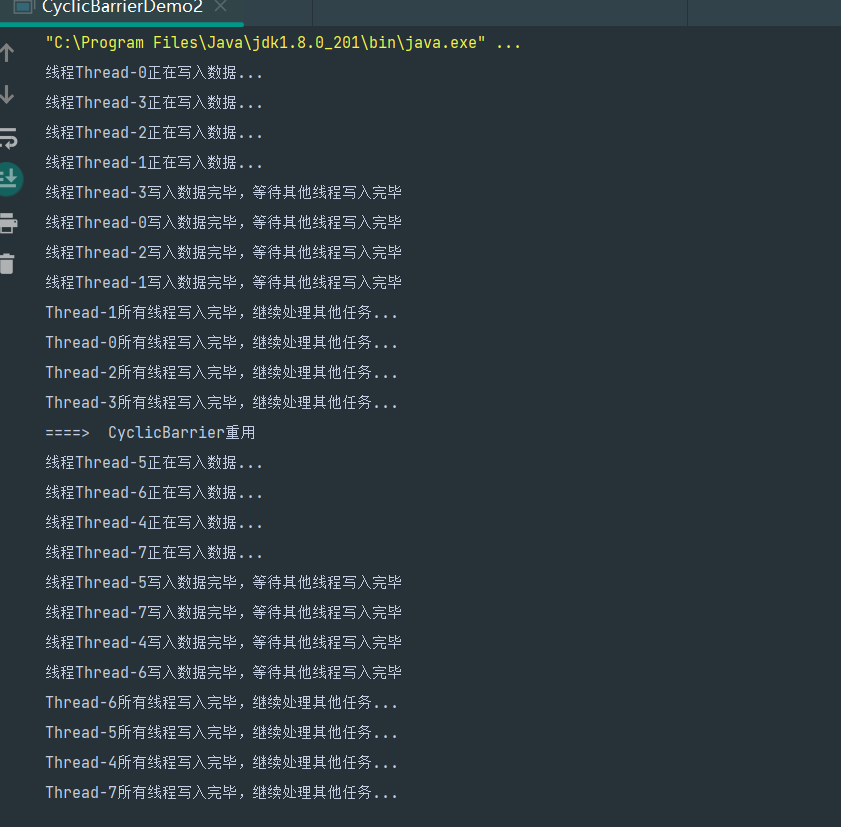 CyclicBarrierDemo2
"C:\Program Files\Java\jdk1.8.0_201\bin\java.exe" ...
线程Thread-0正在写入数据...
线程Thread-3正在写入数据...
线程Thread-2正在写入数据...
线程Thread-1正在写入数据...
线程Thread-3写入数据完毕，等待其他线程写入完毕
线程Thread-0写入数据完毕，等待其他线程写入完毕
线程Thread-2写入数据完毕，等待其他线程写入完毕
线程Thread-1写入数据完毕，等待其他线程写入完毕
Thread-1所有线程写入完毕，继续处理其他任务...
Thread-0所有线程写入完毕，继续处理其他任务...
Thread-2所有线程写入完毕，继续处理其他任务...
Thread-3所有线程写入完毕，继续处理其他任务...
====>  CyclicBarrier重用
线程Thread-5正在写入数据...
线程Thread-6正在写入数据...
线程Thread-4正在写入数据...
线程Thread-7正在写入数据...
线程Thread-5写入数据完毕，等待其他线程写入完毕
线程Thread-7写入数据完毕，等待其他线程写入完毕
线程Thread-4写入数据完毕，等待其他线程写入完毕
线程Thread-6写入数据完毕，等待其他线程写入完毕
Thread-6所有线程写入完毕，继续处理其他任务...
Thread-5所有线程写入完毕，继续处理其他任务...
Thread-4所有线程写入完毕，继续处理其他任务...
Thread-7所有线程写入完毕，继续处理其他任务...